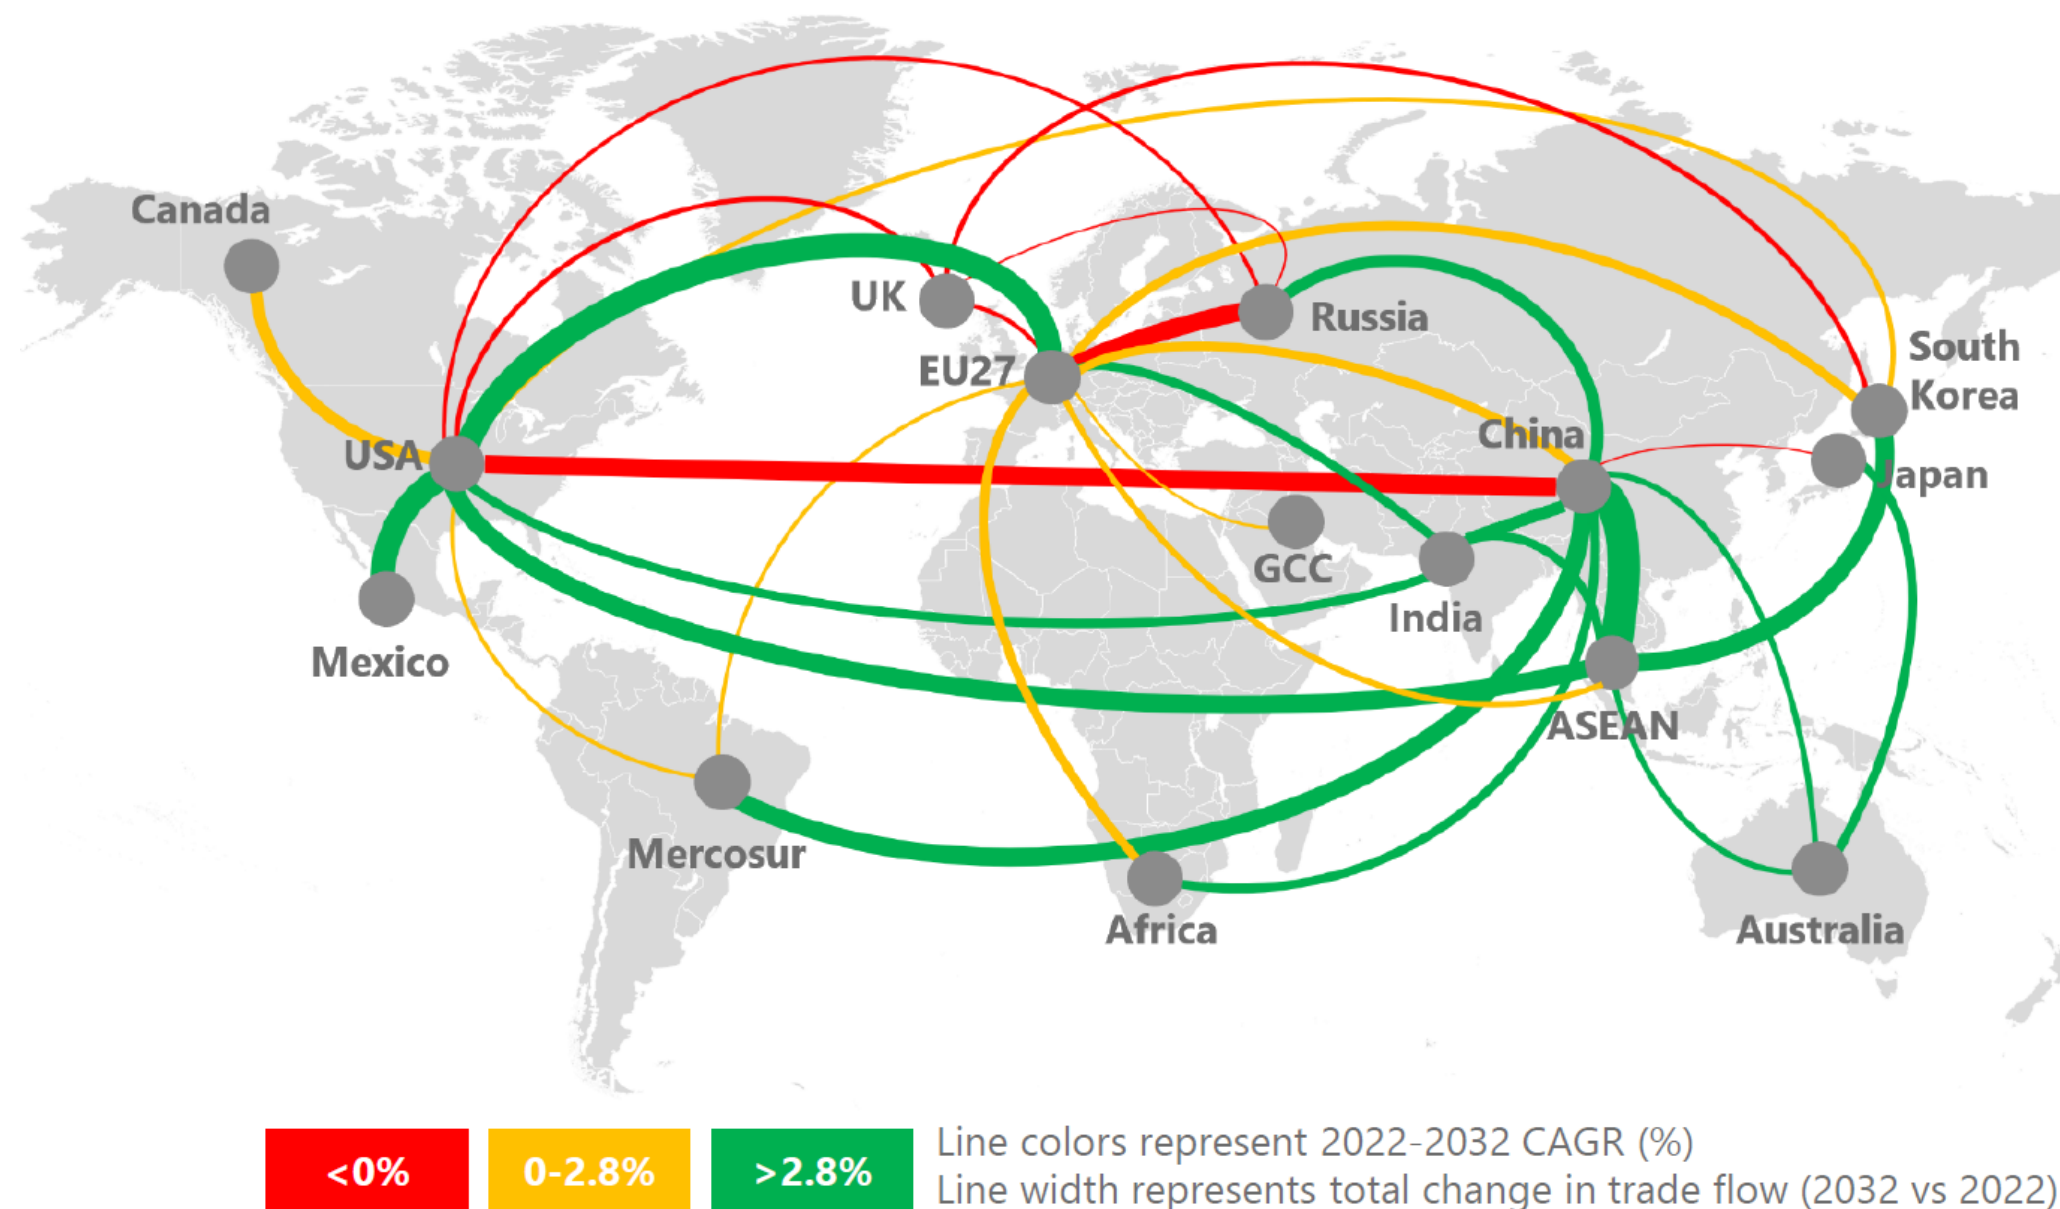 Canada
UK
Russia
South
Korea
EU27
China
USA
Japan
GCC
India
Mexico
ASEAN
Mercosur
Africa
Australia
<0%
0-2.8%
>2.8%
Line colors represent 2022-2032 CAGR (%)
Line width represents total change in trade flow (2032 vs 2022)